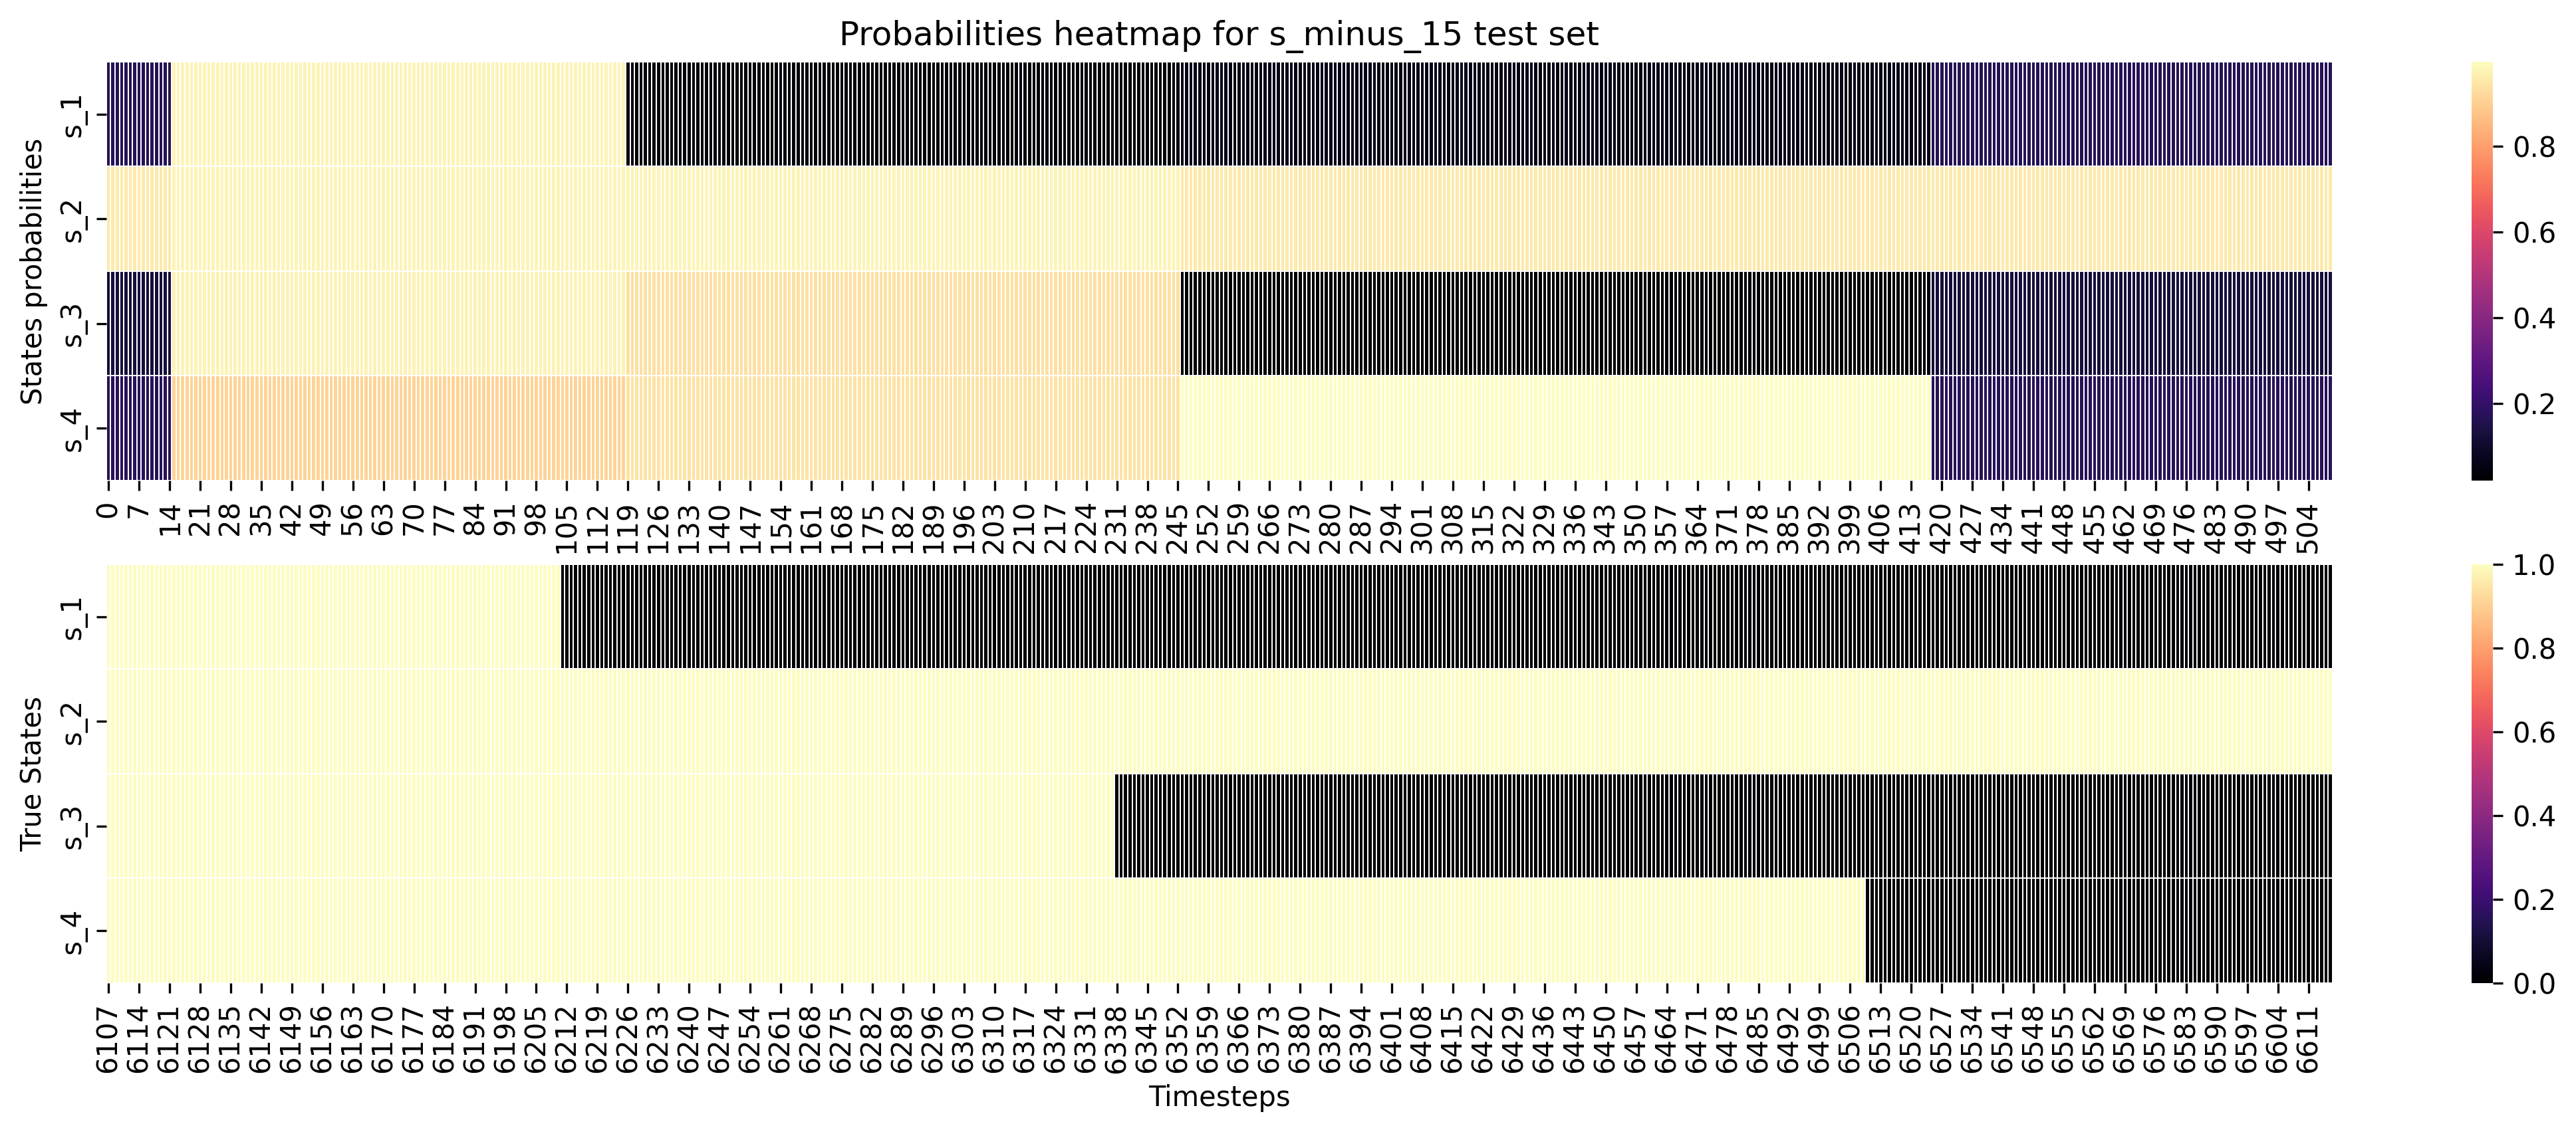 Probabilities heatmap for s_minus_15 test set
States probabilities
s_1
s_2
s_3
s_4
0 7 14 21 28 35 42 49 56 63 70 77 84 91 98 105 112 119 126 133 140 147 154 161 168 175 182 189 196 203 210 217 224 231 238 245 252 259 266 273 280 287 294 301 308 315 322 329 336 343 350 357 364 371 378 385 392 399 406 413 420 427 434 441 448 455 462 469 476 483 490 497 504
0.8
0.6
0.4
0.2
True States
s_1
s_2
s_3
s_4
6107 6114 6121 6128 6135 6142 6149 6156 6163 6170 6177 6184 6191 6198 6205 6212 6219 6226 6233 6240 6247 6254 6261 6268 6275 6282 6289 6296 6303 6310 6317 6324 6331 6338 6345 6352 6359 6366 6373 6380 6387 6394 6401 6408 6415 6422 6429 6436 6443 6450 6457 6464 6471 6478 6485 6492 6499 6506 6513 6520 6527 6534 6541 6548 6555 6562 6569 6576 6583 6590 6597 6604 6611
Timesteps
1.0
0.8
0.6
0.4
0.2
0.0